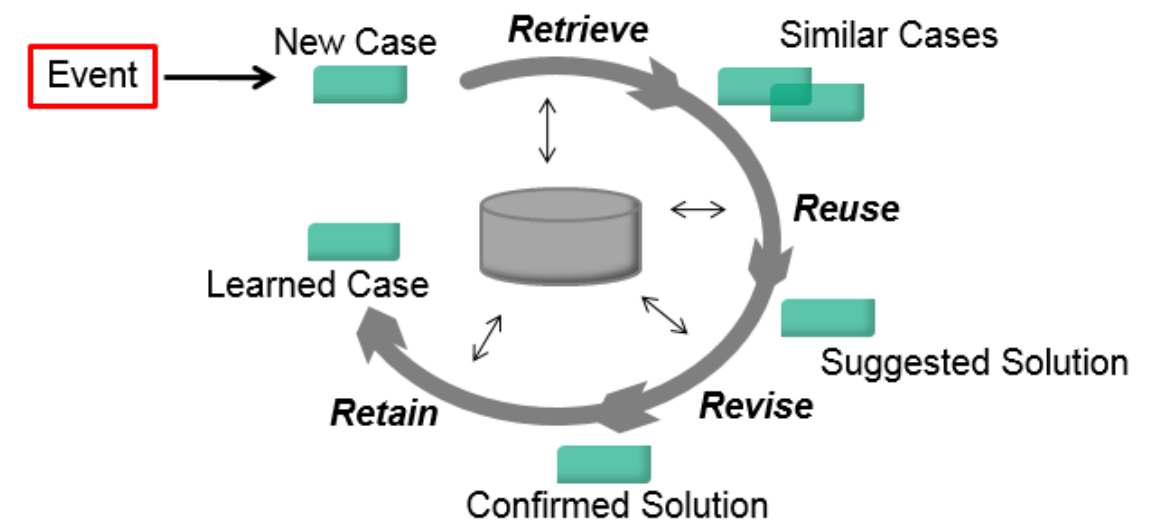 Event
New Case
Retrieve
Similar Cases
Reuse
Learned Case
Suggested Solution
Revise
Retain
Confirmed Solution